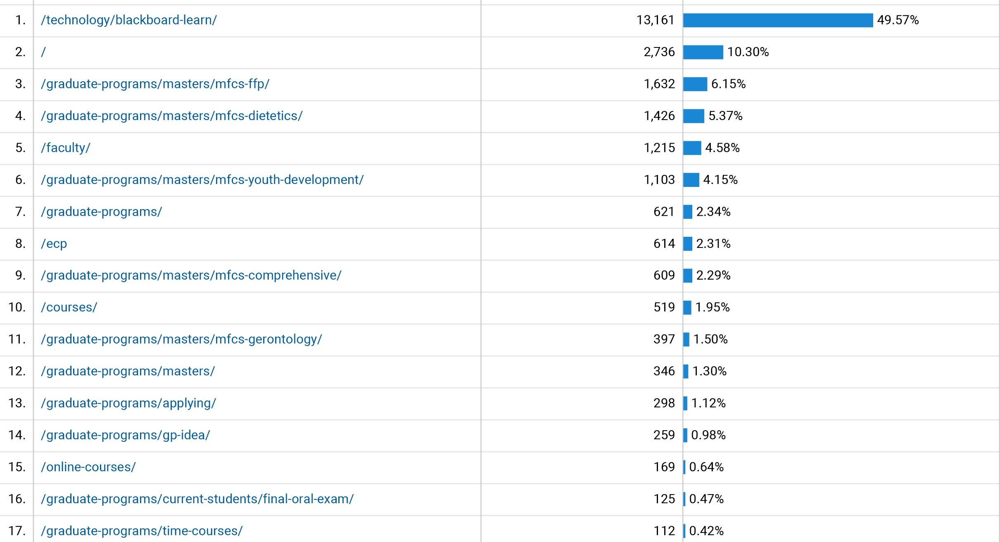 1. /technology/blackboard-learn/ 13,161 49.57%
2. / 2,736 10.30%
3. /graduate-programs/masters/mfcs-ffp/ 1,632 6.15%
4. /graduate-programs/masters/mfcs-dietetics/ 1,426 5.37%
5. /faculty/ 1,215 4.58%
6. /graduate-programs/masters/mfcs-youth-development/ 1,103 4.15%
7. /graduate-programs/ 621 2.34%
8. /ecp 614 2.31%
9. /graduate-programs/masters/mfcs-comprehensive/ 609 2.29%
10. /courses/ 519 1.95%
11. /graduate-programs/masters/mfcs-gerontology/ 397 1.50%
12. /graduate-programs/masters/ 346 1.30%
13. /graduate-programs/applying/ 298 1.12%
14. /graduate-programs/gp-idea/ 259 0.98%
15. /online-courses/ 169 0.64%
16. /graduate-programs/current-students/final-oral-exam/ 125 0.47%
17. /graduate-programs/time-courses/ 112 0.42%